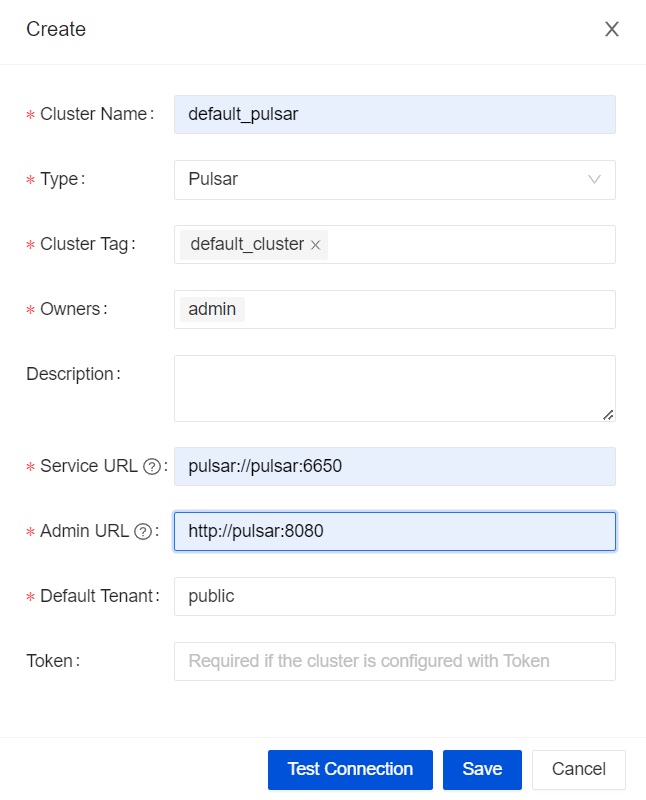 Create
* Cluster Name: default_pulsar
* Type: Pulsar
* Cluster Tag: default_cluster ×
* Owners: admin
Description:
* Service URL ?: pulsar://pulsar:6650
* Admin URL ?: http://pulsar:8080
* Default Tenant: public
Token: Required if the cluster is configured with Token
Test Connection Save Cancel